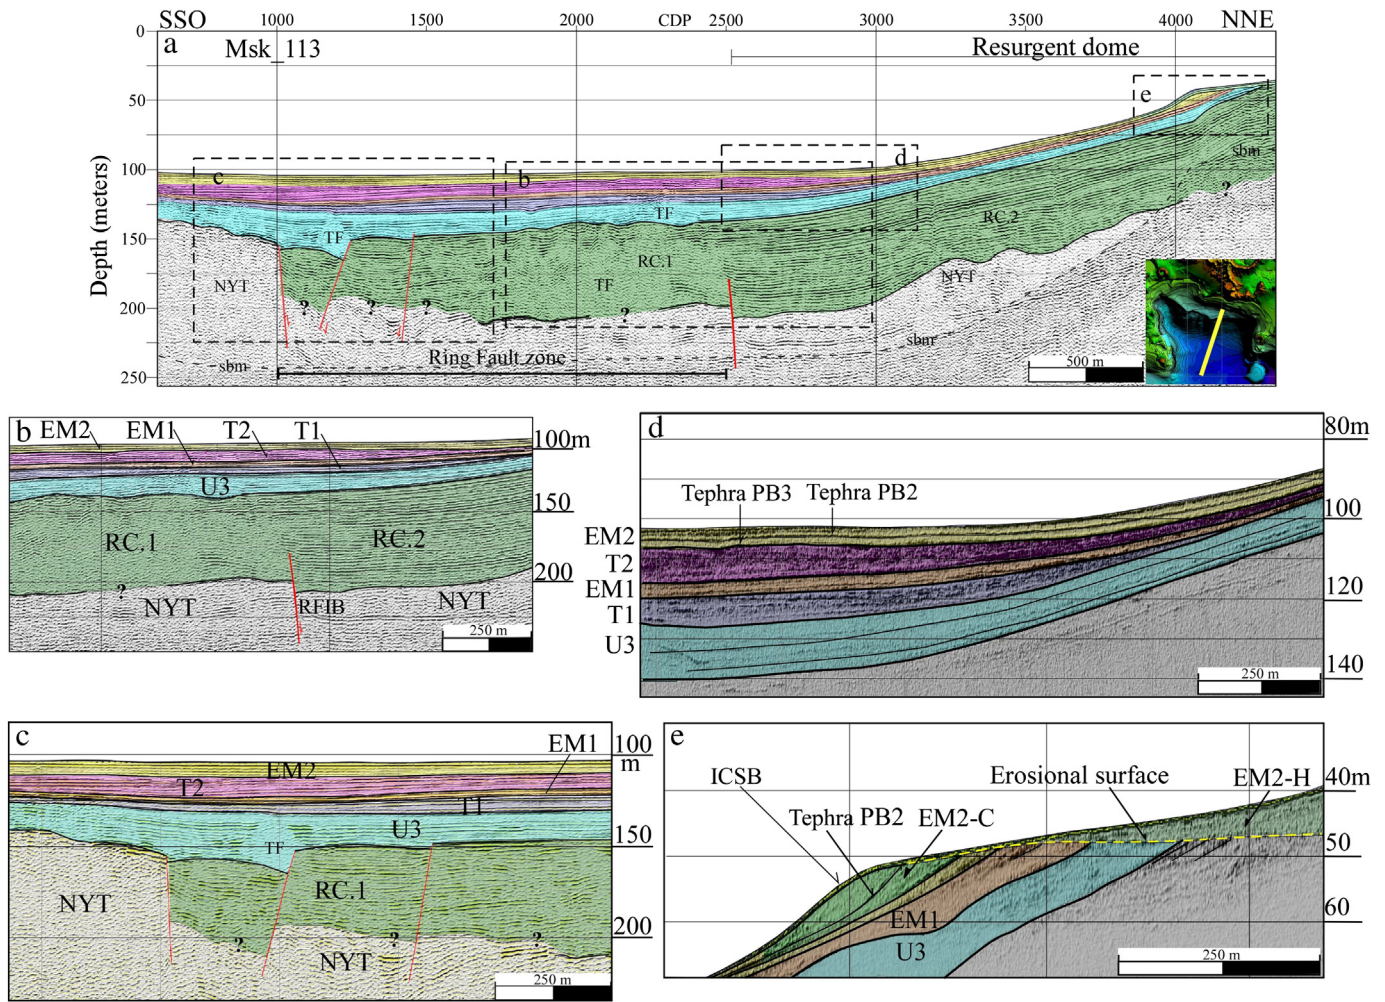 SSO 1000 1500 2000 CDP 2500 3000 3500 4000 NNE
0 a Msk_113 Resurgent dome
50 e
100 c b d sbm
TF TF RC.2 ?
150 RC.1
Depth (meters)
NYT TF NYT
200 ? ? ? ?
sbm Ring Fault zone sbm 500 m
250
b EM2 EM1 T2 T1 100m
U3
150
RC.1 RC.2
200
? NYT RFIB NYT
250 m
d 80m
Tephra PB3 Tephra PB2
100
EM2
T2
EM1 120
T1
U3
250 m 140
c EM1 100
EM2 m
T2 T1
U3
TF 150
NYT RC.1
? ? ? 200
NYT
250 m
e
ICSB Erosional surface EM2-H 40m
Tephra PB2 EM2-C
50
EM1 60
U3
250 m